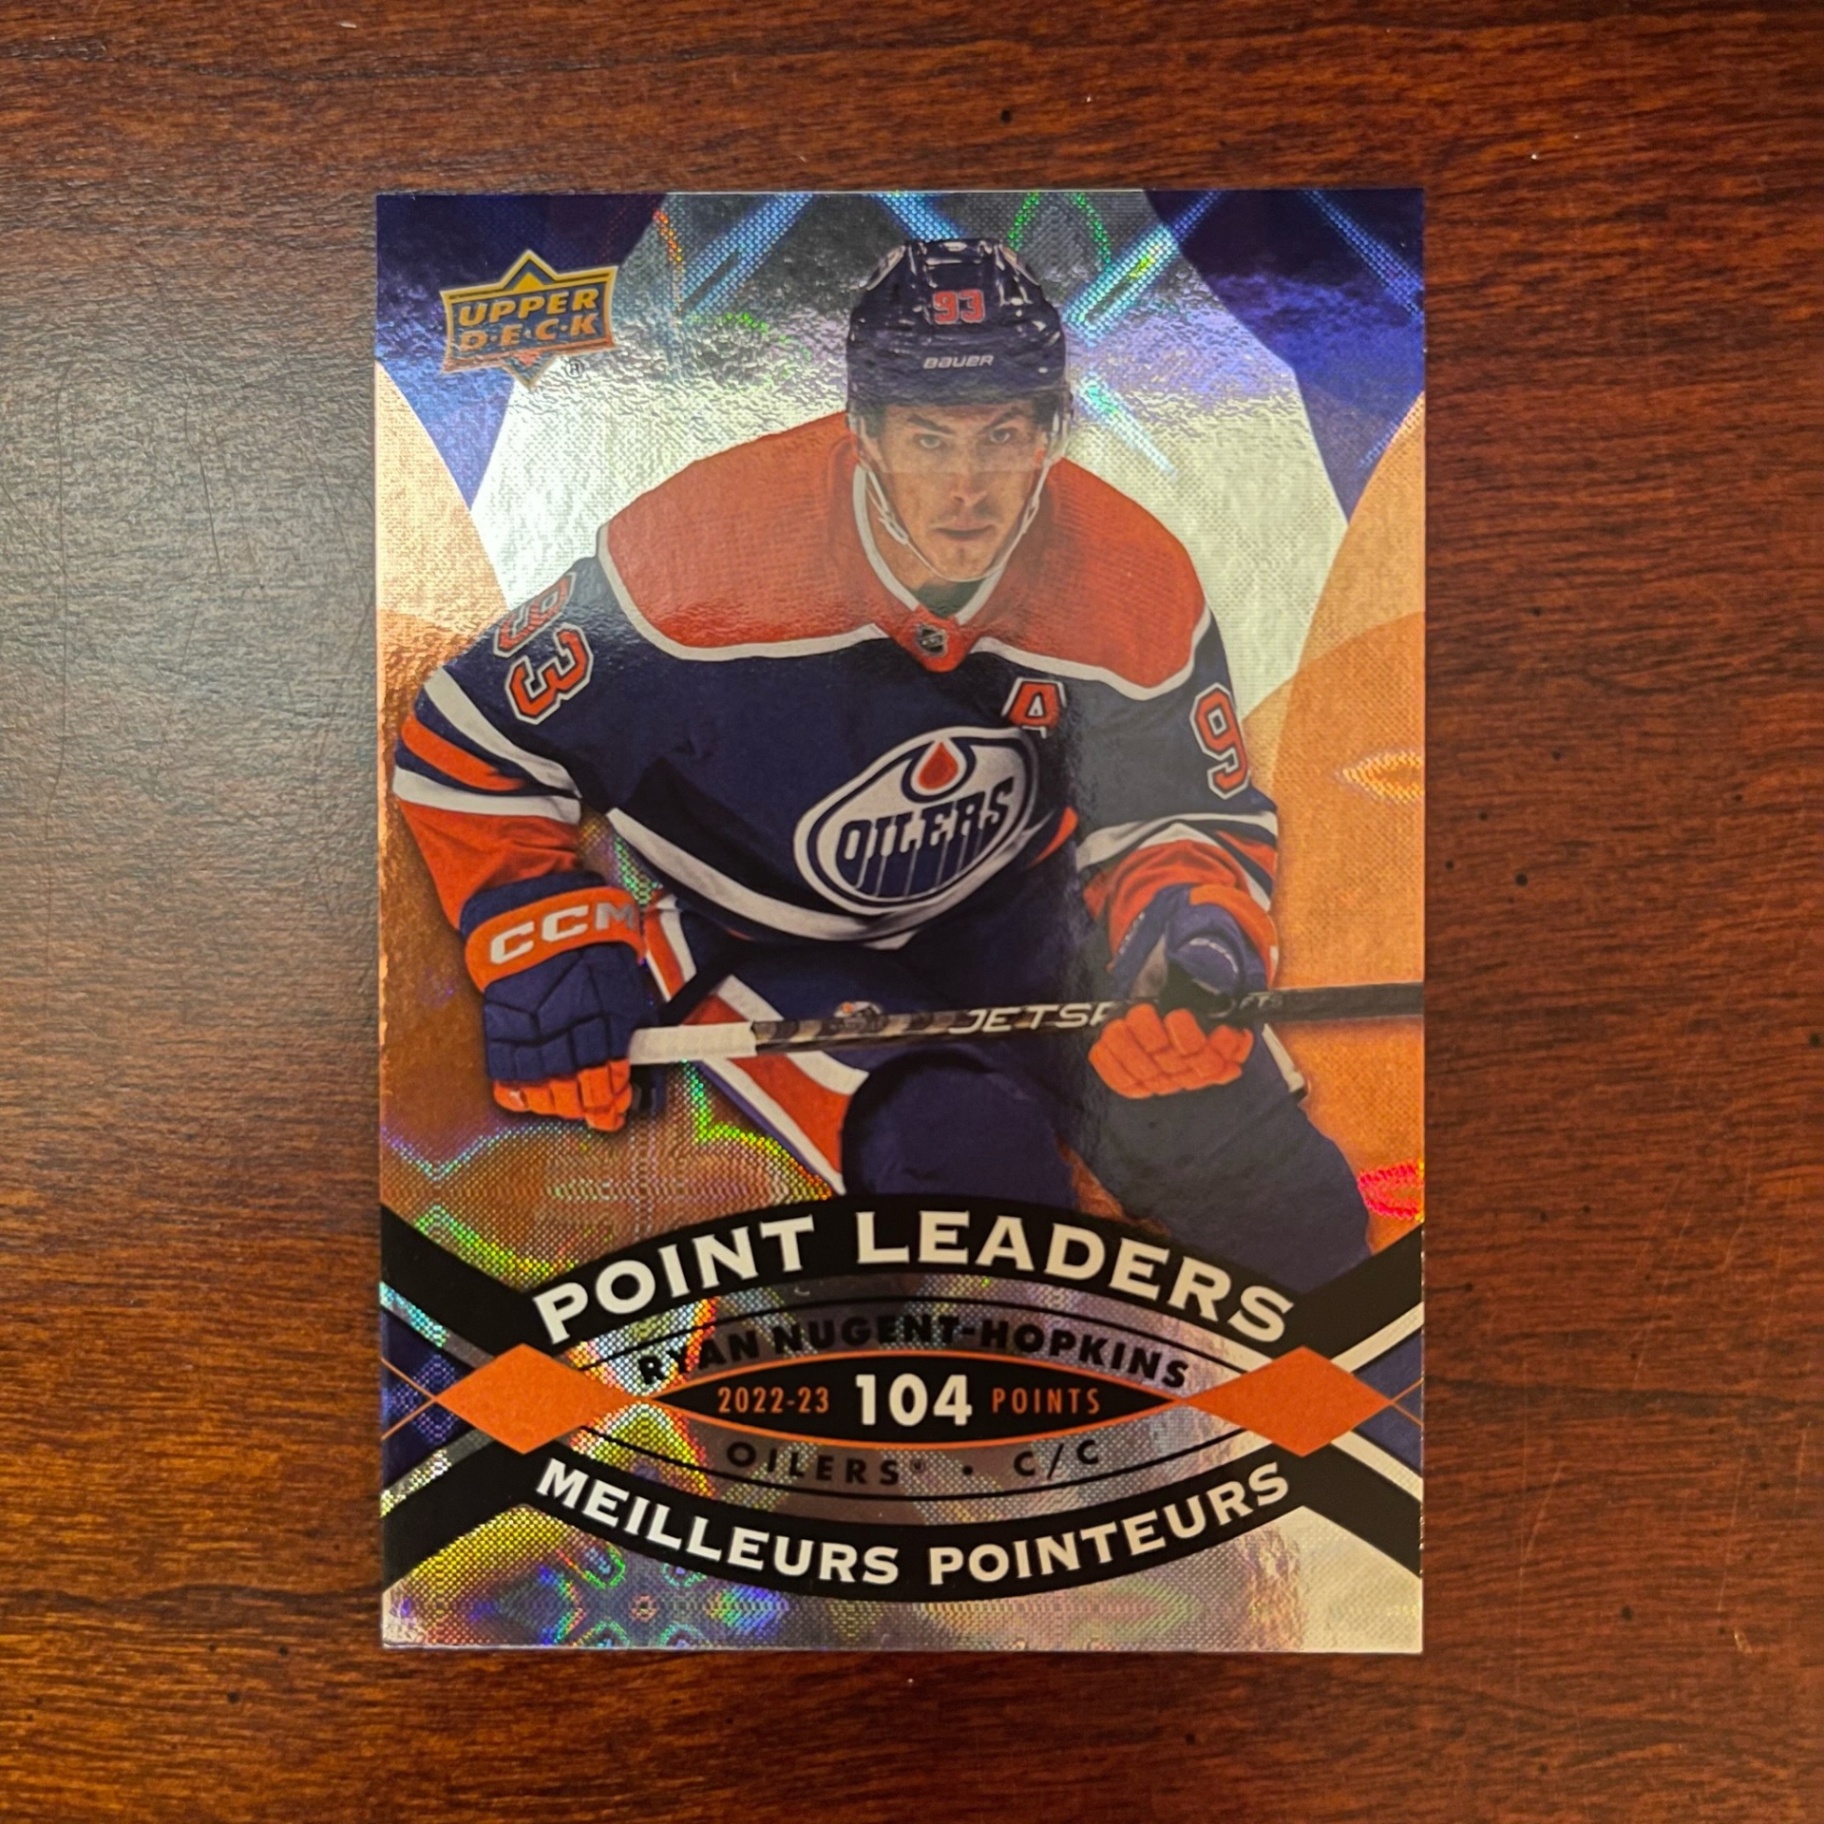 UPPER
D·E·C·K
®
93
BAUER
93
A
9
OILERS
CCM
JETSP
FTS
POINT LEADERS
RYAN NUGENT-HOPKINS
2022-23 104 POINTS
OILERS® • C/C
MEILLEURS POINTEURS